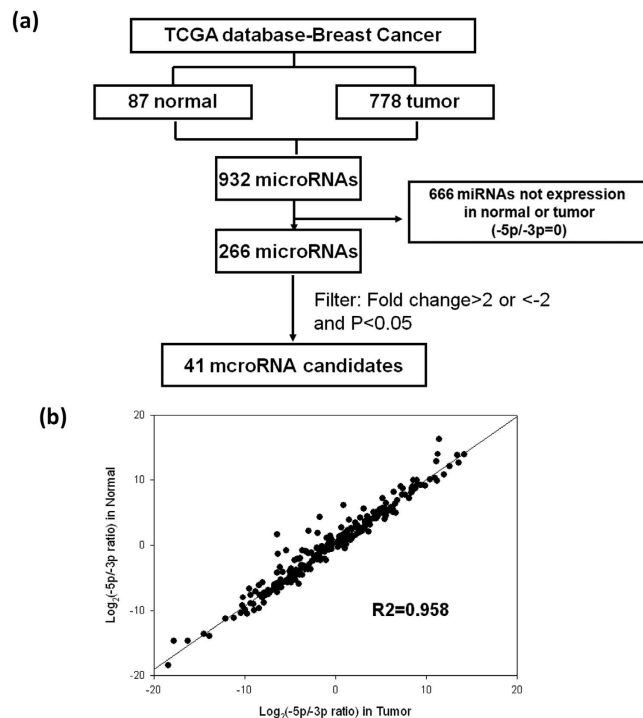 (a)
TCGA database-Breast Cancer
87 normal
778 tumor
932 microRNAs
666 miRNAs not expression
in normal or tumor
(-5p/-3p=0)
266 microRNAs
Filter: Fold change>2 or <-2
and P<0.05
41 mcroRNA candidates
(b)
20
10
0
-10
-20
Log2(-5p/-3p ratio) in Normal
R2=0.958
-20
-10
0
10
20
Log2(-5p/-3p ratio) in Tumor